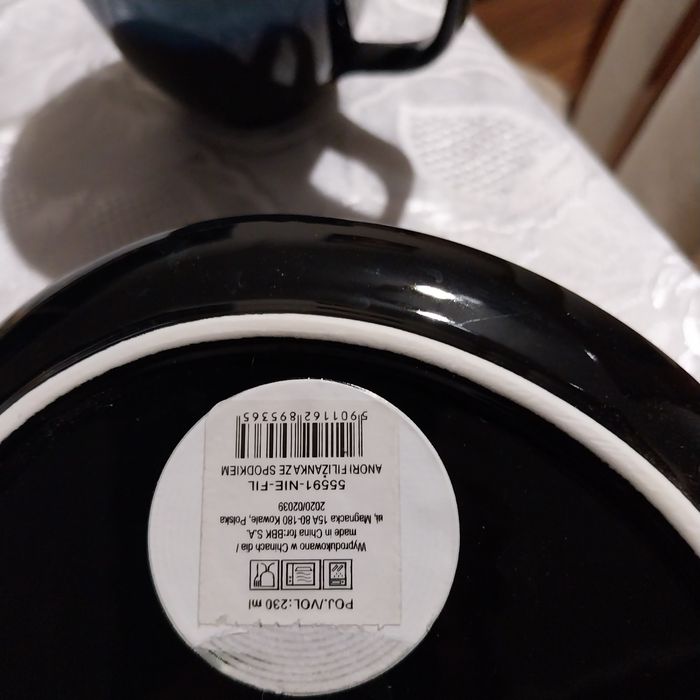 POJ./VOL:230 ml
Wyprodukowano w Chinach dla /
made in China for:BBK S.A.
ul, Magnacka 15A 80-180 Kowale, Polska
2020/02039
55591-NIE-FIL
ANORI FILIŻANKA ZE SPODKIEM
5901162895365